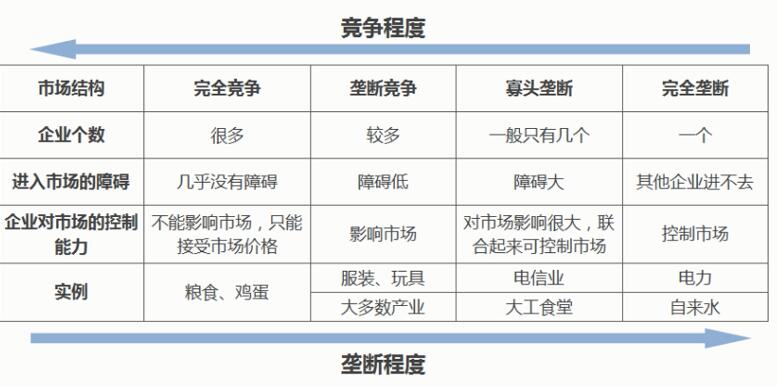 竞争程度
市场结构 完全竞争 垄断竞争 寡头垄断 完全垄断
企业个数 很多 较多 一般只有几个 一个
进入市场的障碍 几乎没有障碍 障碍低 障碍大 其他企业进不去
企业对市场的控制能力 不能影响市场，只能接受市场价格 影响市场 对市场影响很大，联合起来可控制市场 控制市场
实例 粮食、鸡蛋 服装、玩具 电信业 电力
大多数产业 大工食堂 自来水
垄断程度